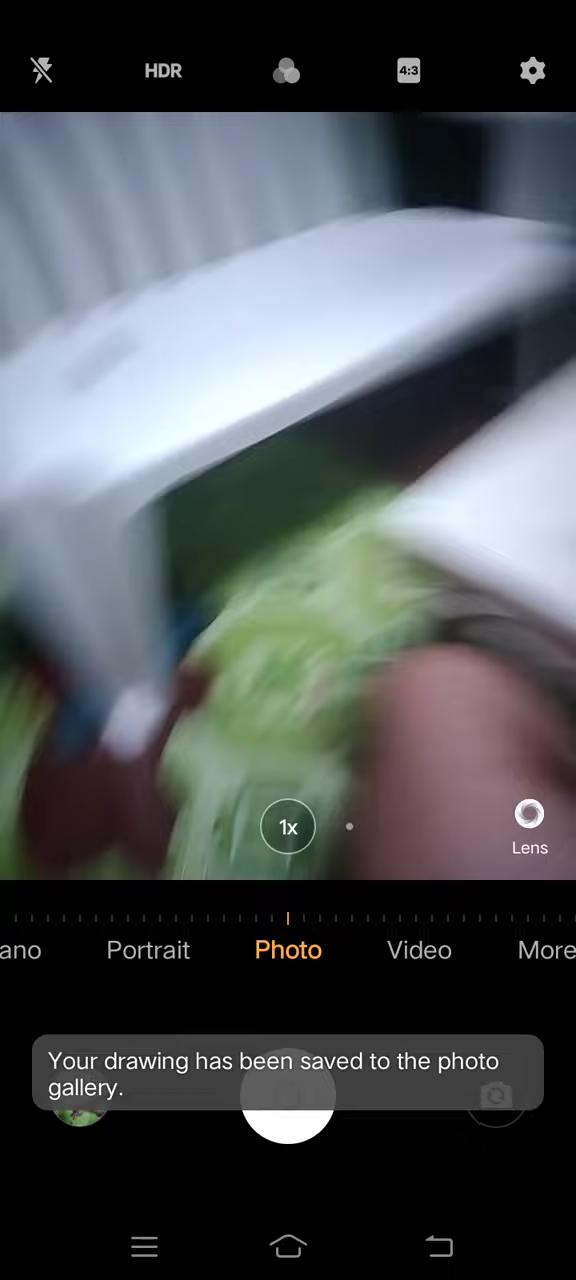 HDR
4:3
1x
Lens
ano
Portrait
Photo
Video
More
Your drawing has been saved to the photo
gallery.